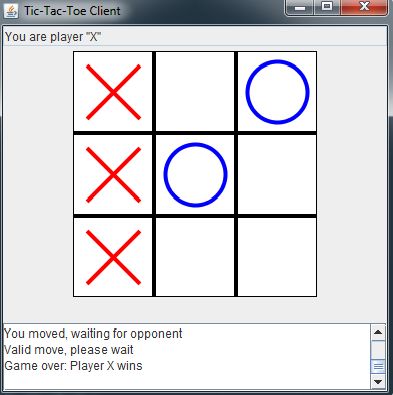 Tic-Tac-Toe Client
You are player "X"
You moved, waiting for opponent
Valid move, please wait
Game over: Player X wins